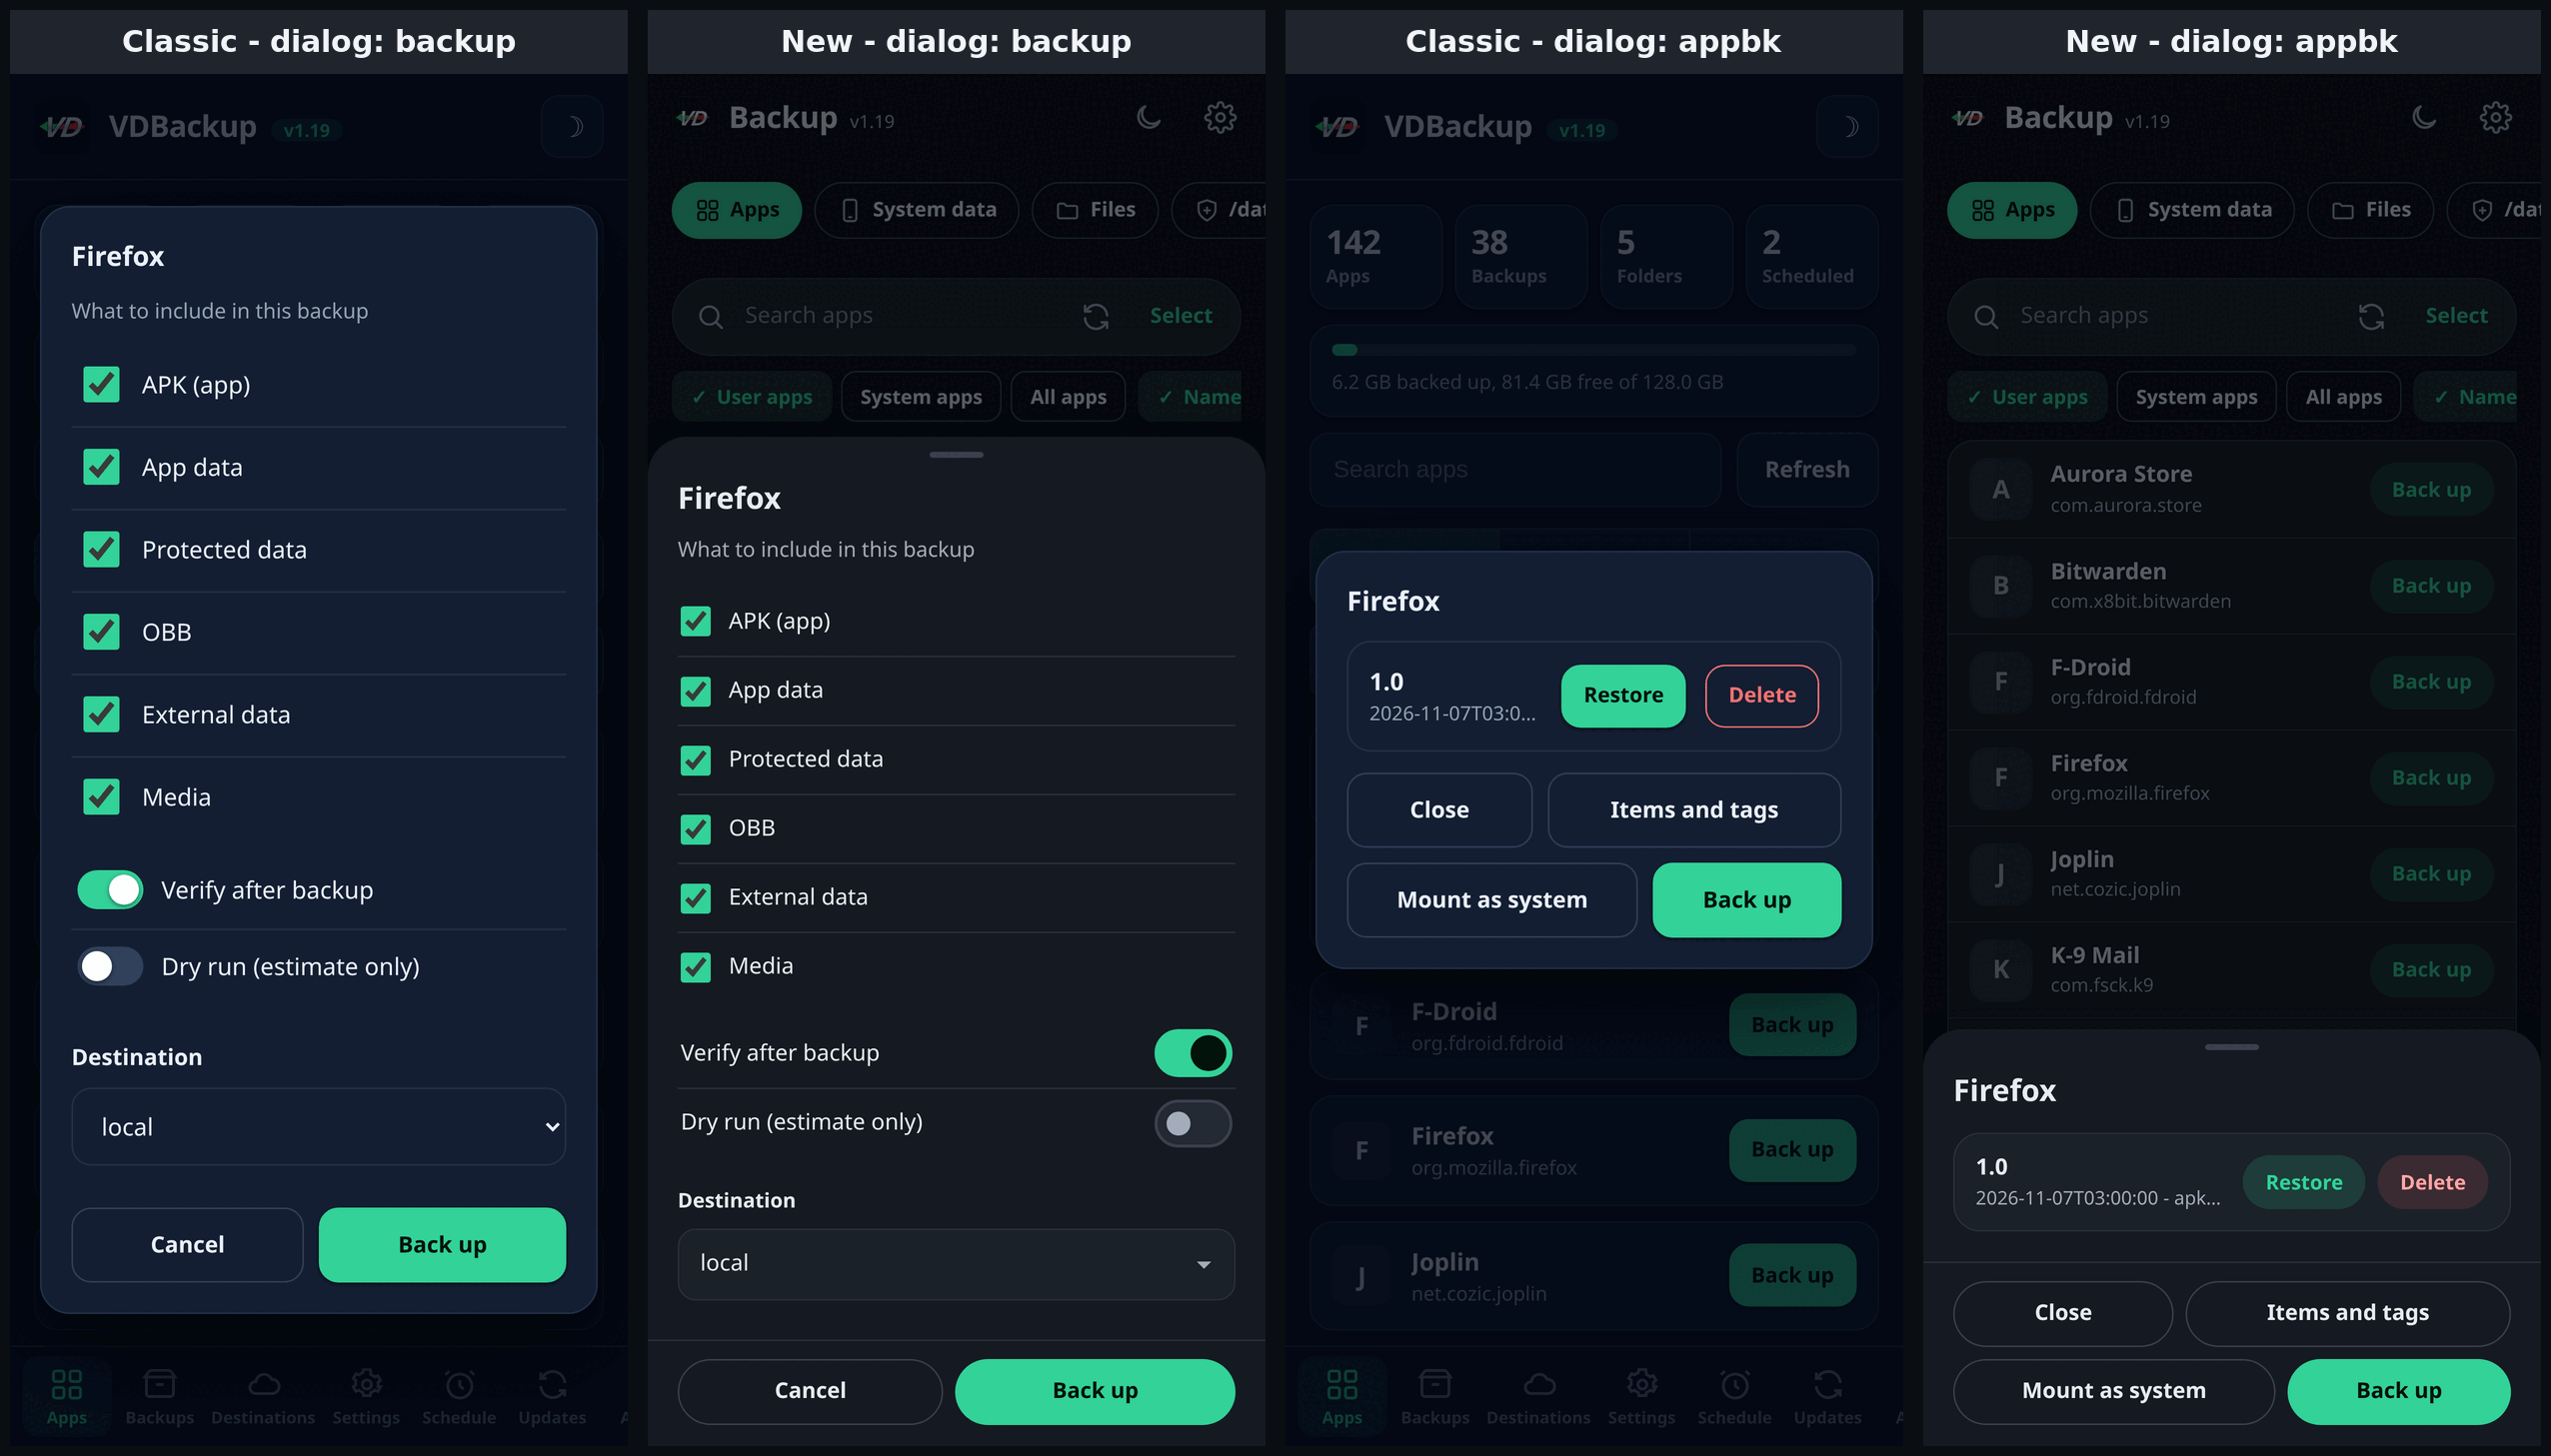 Classic - dialog: backup
VD
VDBackup v1.19
Firefox
What to include in this backup
APK (app)
App data
Protected data
OBB
External data
Media
Verify after backup
Dry run (estimate only)
Destination
local
Cancel
Back up
Apps
Backups
Destinations
Settings
Schedule
Updates
New - dialog: backup
VD
Backup v1.19
Apps
System data
Files
/dat
Search apps
Select
✓ User apps
System apps
All apps
✓ Name
Firefox
What to include in this backup
APK (app)
App data
Protected data
OBB
External data
Media
Verify after backup
Dry run (estimate only)
Destination
local
Cancel
Back up
Classic - dialog: appbk
VD
VDBackup v1.19
142
Apps
38
Backups
5
Folders
2
Scheduled
6.2 GB backed up, 81.4 GB free of 128.0 GB
Search apps
Refresh
Firefox
1.0
2026-11-07T03:0...
Restore
Delete
Close
Items and tags
Mount as system
Back up
F
F-Droid
org.fdroid.fdroid
Back up
F
Firefox
org.mozilla.firefox
Back up
J
Joplin
net.cozic.joplin
Back up
Apps
Backups
Destinations
Settings
Schedule
Updates
A
New - dialog: appbk
VD
Backup v1.19
Apps
System data
Files
/dat
Search apps
Select
✓ User apps
System apps
All apps
✓ Name
A
Aurora Store
com.aurora.store
Back up
B
Bitwarden
com.x8bit.bitwarden
Back up
F
F-Droid
org.fdroid.fdroid
Back up
F
Firefox
org.mozilla.firefox
Back up
J
Joplin
net.cozic.joplin
Back up
K
K-9 Mail
com.fsck.k9
Back up
Firefox
1.0
2026-11-07T03:00:00 - apk...
Restore
Delete
Close
Items and tags
Mount as system
Back up